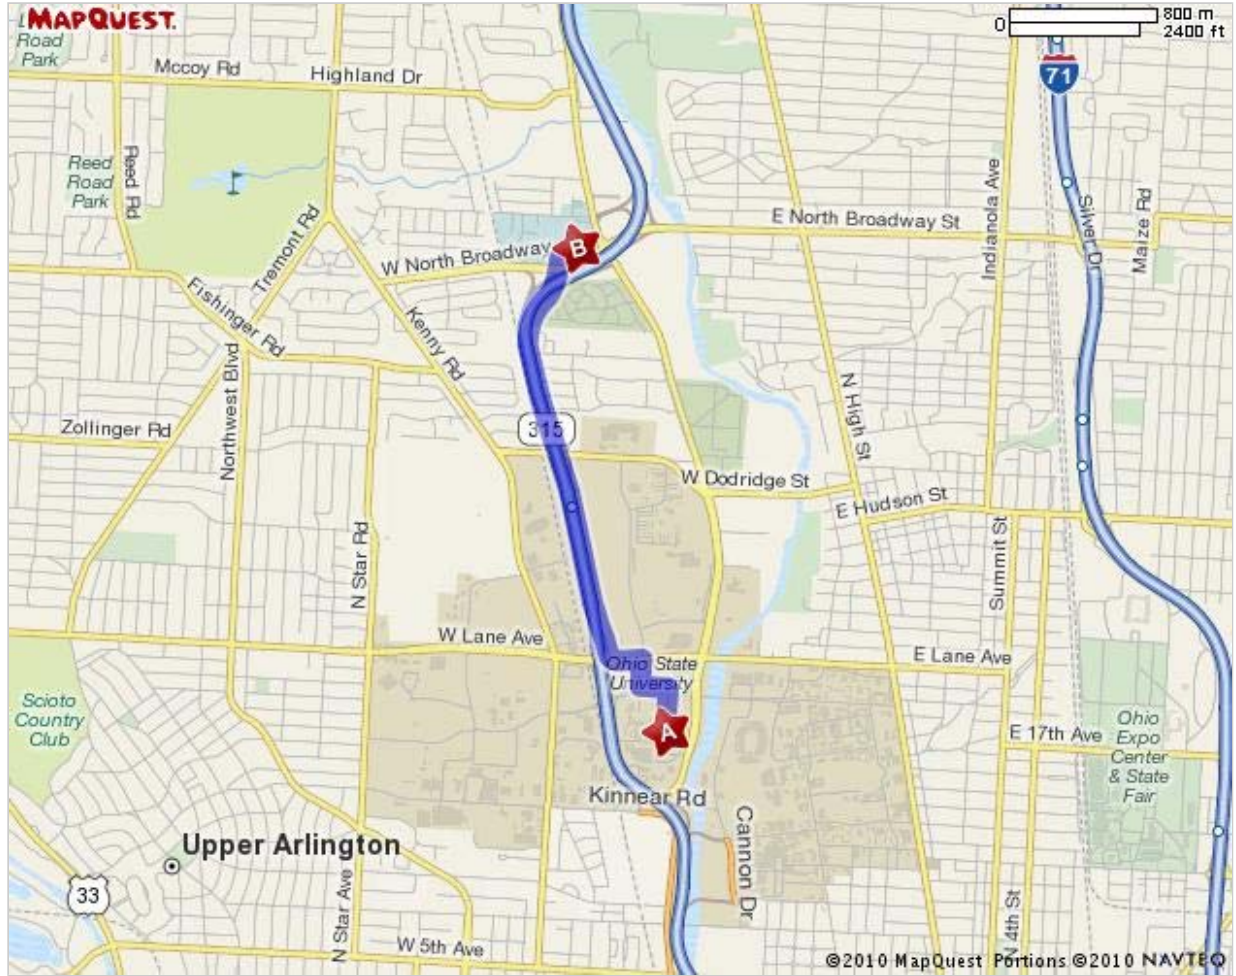 MAPQUEST.
Road
Park
0
800 m
2400 ft
71
Mccoy Rd
Highland Dr
Reed
Road
Park
Reed Rd
Tremont Rd
W North Broadway
B
E North Broadway St
Indianola Ave
Silver Dr
Maize Rd
Fishinger Rd
Kenny Rd
Northwest Blvd
Zollinger Rd
315
N High St
W Dodridge St
E Hudson St
N Star Rd
Summit St
W Lane Ave
Ohio State
University
E Lane Ave
Scioto
Country
Club
A
E 17th Ave
Ohio
Expo
Center
& State
Fair
Kinnear Rd
Cannon Dr
Upper Arlington
33
N Star Ave
W 5th Ave
N 4th St
©2010 MapQuest Portions ©2010 NAVTEQ